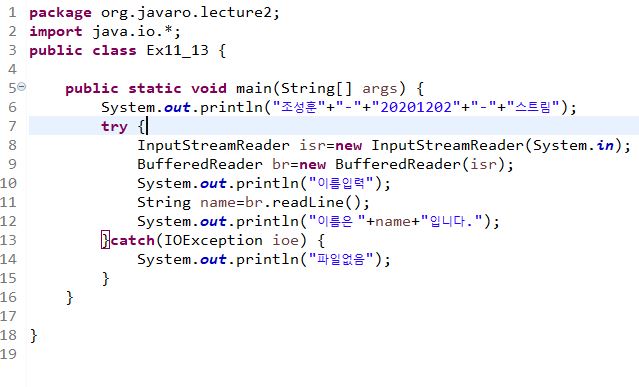 1 package org.javaro.lecture2;
2 import java.io.*;
3 public class Ex11_13 {
4
5 public static void main(String[] args) {
6 System.out.println("조성훈"+"-"+"20201202"+"-"+"스트림");
7 try {
8 InputStreamReader isr=new InputStreamReader(System.in);
9 BufferedReader br=new BufferedReader(isr);
10 System.out.println("이름입력");
11 String name=br.readLine();
12 System.out.println("이름은 "+name+"입니다.");
13 }catch(IOException ioe) {
14 System.out.println("파일없음");
15 }
16 }
17
18 }
19